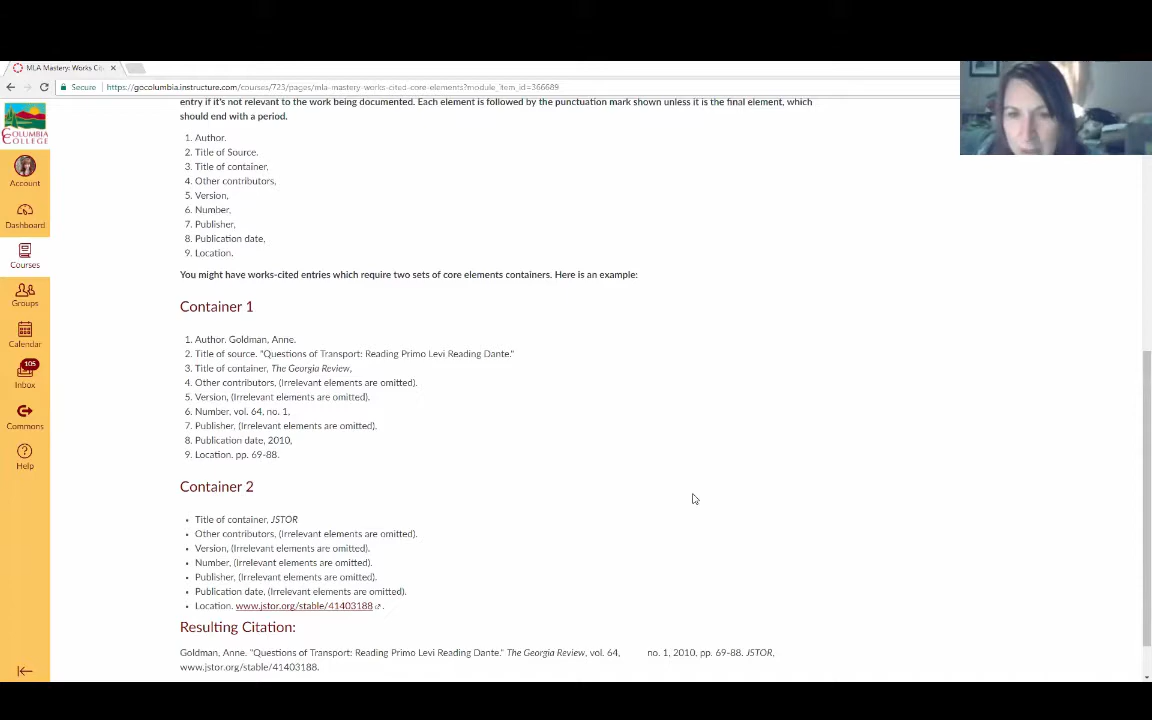 MLA Mastery: Works Cit
Secure
https://gocolumbia.instructure.com/courses/723/pages/mla-mastery-works-cited-core-elements?module_item_id=366689
COLUMBIA
COLLEGE
Account
Dashboard
Courses
Groups
Calendar
105
Inbox
Commons
Help
entry if it's not relevant to the work being documented. Each element is followed by the punctuation mark shown unless it is the final element, which
should end with a period.
1. Author.
2. Title of Source.
3. Title of container,
4. Other contributors,
5. Version,
6. Number,
7. Publisher,
8. Publication date,
9. Location.
You might have works-cited entries which require two sets of core elements containers. Here is an example:
Container 1
1. Author. Goldman, Anne.
2. Title of source. "Questions of Transport: Reading Primo Levi Reading Dante."
3. Title of container, The Georgia Review,
4. Other contributors, (Irrelevant elements are omitted).
5. Version, (Irrelevant elements are omitted).
6. Number, vol. 64, no. 1,
7. Publisher, (Irrelevant elements are omitted),
8. Publication date, 2010,
9. Location. pp. 69-88.
Container 2
• Title of container, JSTOR
• Other contributors, (Irrelevant elements are omitted).
• Version, (Irrelevant elements are omitted).
• Number, (Irrelevant elements are omitted).
• Publisher, (Irrelevant elements are omitted).
• Publication date, (Irrelevant elements are omitted).
• Location. www.jstor.org/stable/41403188 .
Resulting Citation:
Goldman, Anne. "Questions of Transport: Reading Primo Levi Reading Dante." The Georgia Review, vol. 64, no. 1, 2010, pp. 69-88. JSTOR,
www.jstor.org/stable/41403188.